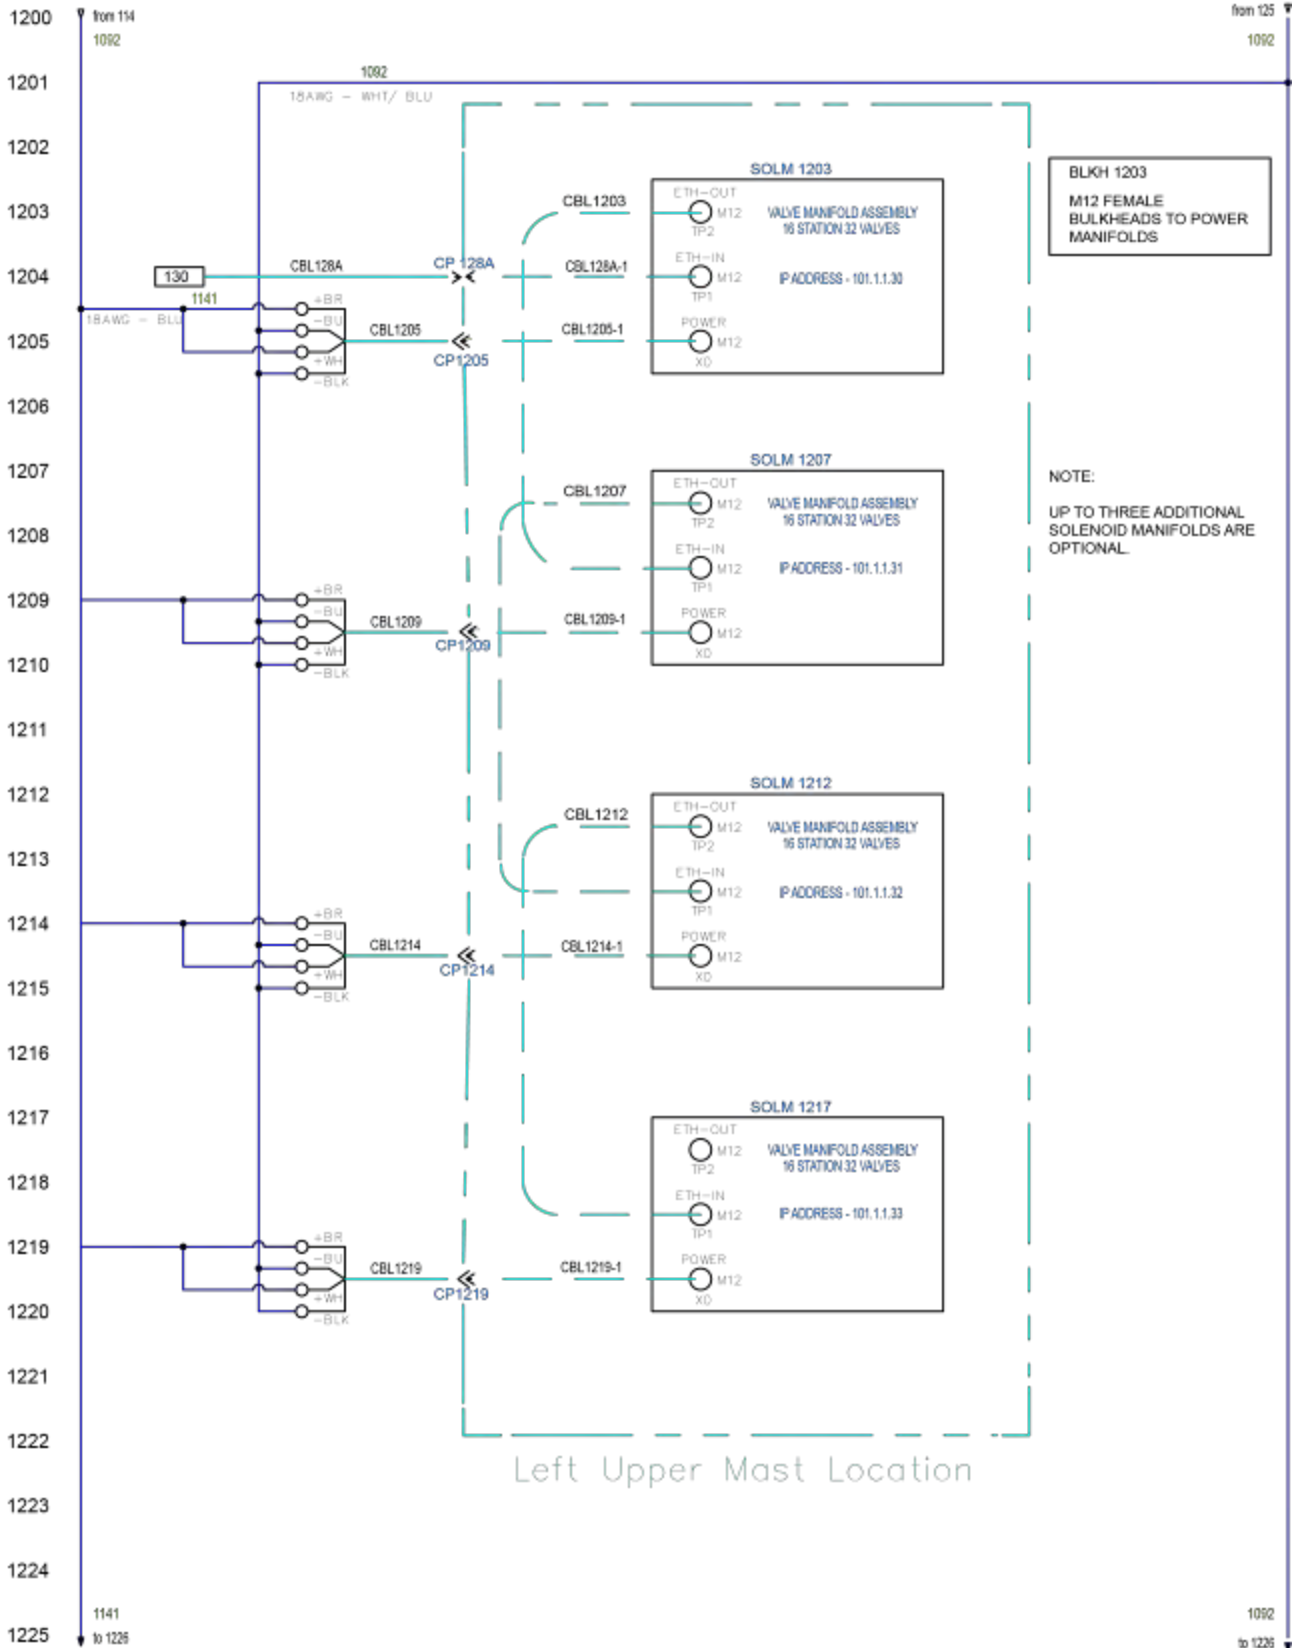 1200
from 114
1092
from 125
1092
1201
1092
18AWG - WHT/ BLU
1202
SOLM 1203
BLKH 1203
M12 FEMALE
BULKHEADS TO POWER
MANIFOLDS
1203
CBL1203
ETH-OUT
M12
TP2
VALVE MANIFOLD ASSEMBLY
16 STATION 32 VALVES
1204
130
CBL128A
CP 128A
CBL128A-1
ETH-IN
M12
TP1
IP ADDRESS - 101.1.1.30
1141
18AWG - BLU
+BR
-BU
+WH
-BLK
1205
CBL1205
CP1205
CBL1205-1
POWER
M12
XD
1206
1207
SOLM 1207
NOTE:
UP TO THREE ADDITIONAL
SOLENOID MANIFOLDS ARE
OPTIONAL.
CBL1207
ETH-OUT
M12
TP2
VALVE MANIFOLD ASSEMBLY
16 STATION 32 VALVES
1208
ETH-IN
M12
TP1
IP ADDRESS - 101.1.1.31
1209
+BR
-BU
+WH
-BLK
CBL1209
CP1209
CBL1209-1
POWER
M12
XD
1210
1211
1212
SOLM 1212
CBL1212
ETH-OUT
M12
TP2
VALVE MANIFOLD ASSEMBLY
16 STATION 32 VALVES
1213
ETH-IN
M12
TP1
IP ADDRESS - 101.1.1.32
1214
+BR
-BU
+WH
-BLK
CBL1214
CP1214
CBL1214-1
POWER
M12
XD
1215
1216
1217
SOLM 1217
ETH-OUT
M12
TP2
VALVE MANIFOLD ASSEMBLY
16 STATION 32 VALVES
1218
ETH-IN
M12
TP1
IP ADDRESS - 101.1.1.33
1219
+BR
-BU
+WH
-BLK
CBL1219
CP1219
CBL1219-1
POWER
M12
XD
1220
1221
1222
Left Upper Mast Location
1223
1224
1141
1092
1225
to 1226
to 1226